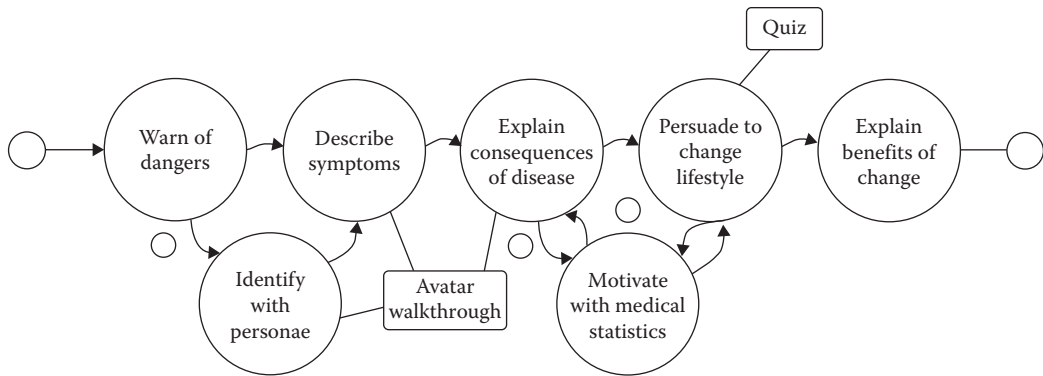 Quiz
Warn of
dangers
Describe
symptoms
Explain
consequences
of disease
Persuade to
change
lifestyle
Explain
benefits of
change
Identify
with
personae
Avatar
walkthrough
Motivate
with medical
statistics